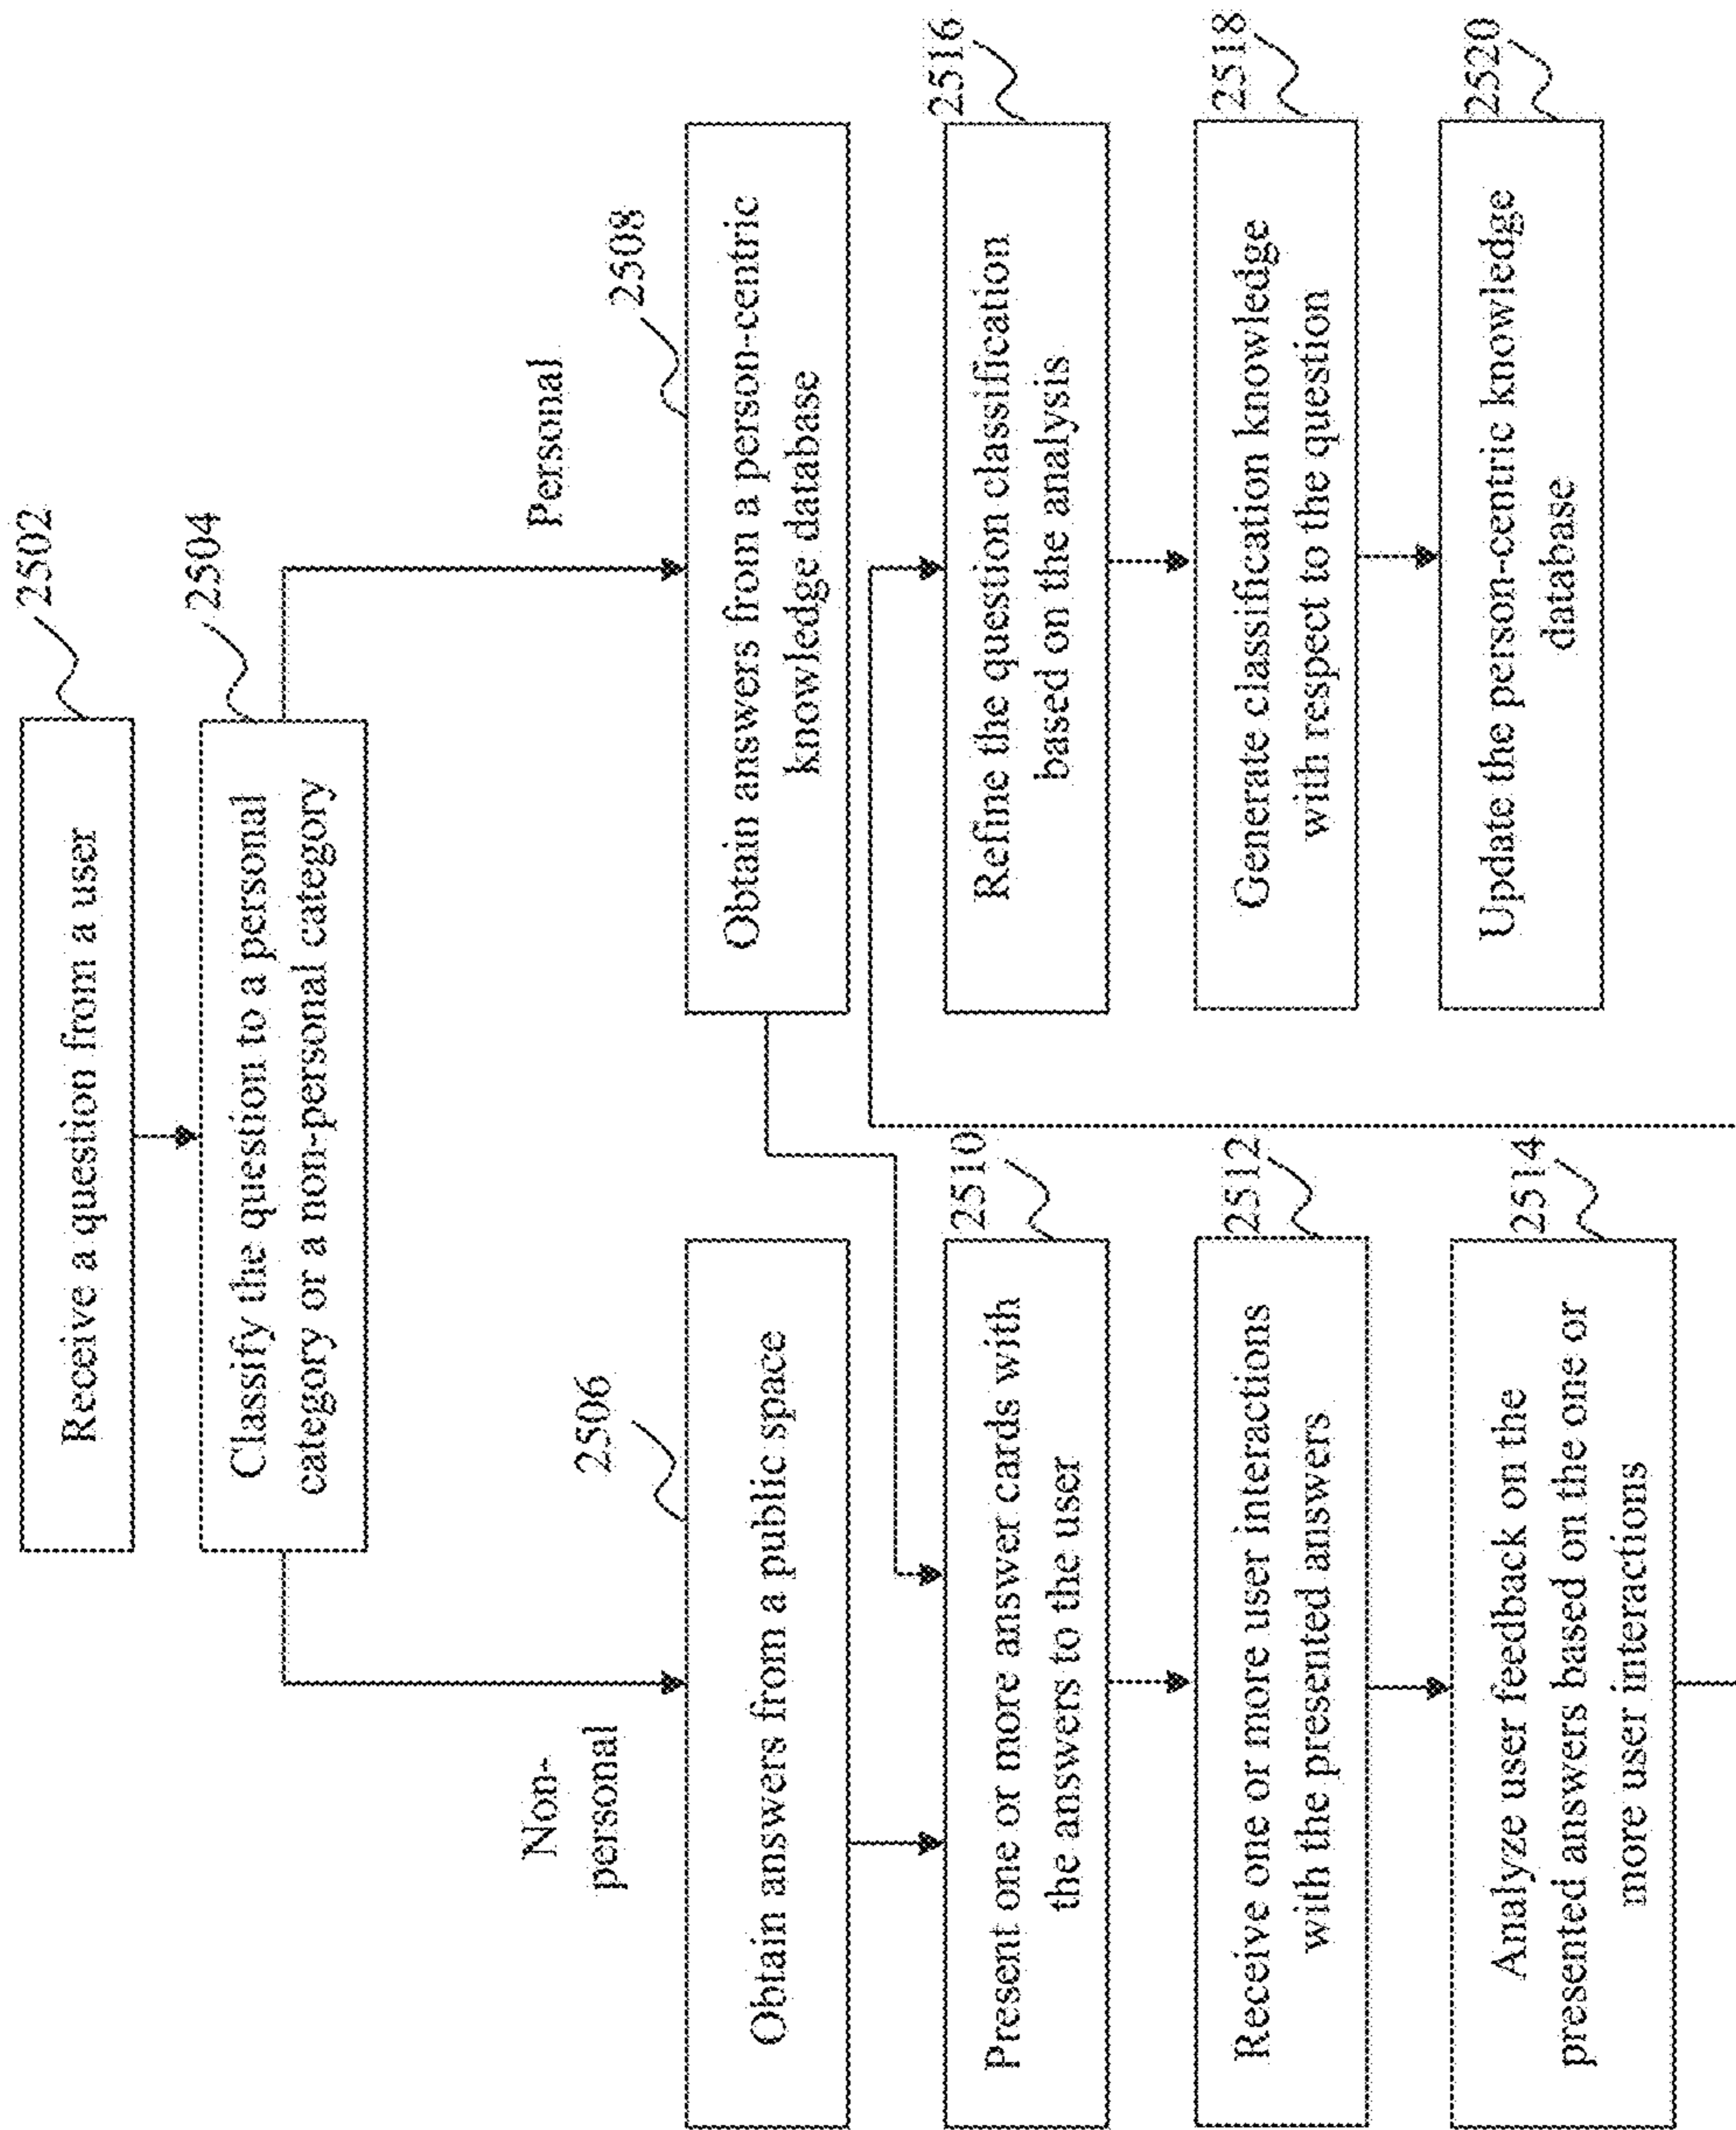 2502
Receive a question from a user
2504
Classify the question to a personal
category or a non-personal category
Non-
personal
Personal
2506
Obtain answers from a public space
2508
Obtain answers from a person-centric
knowledge database
2510
Present one or more answer cards with
the answers to the user
2512
Receive one or more user interactions
with the presented answers
2514
Analyze user feedback on the
presented answers based on the one or
more user interactions
2516
Refine the question classification
based on the analysis
2518
Generate classification knowledge
with respect to the question
2520
Update the person-centric knowledge
database